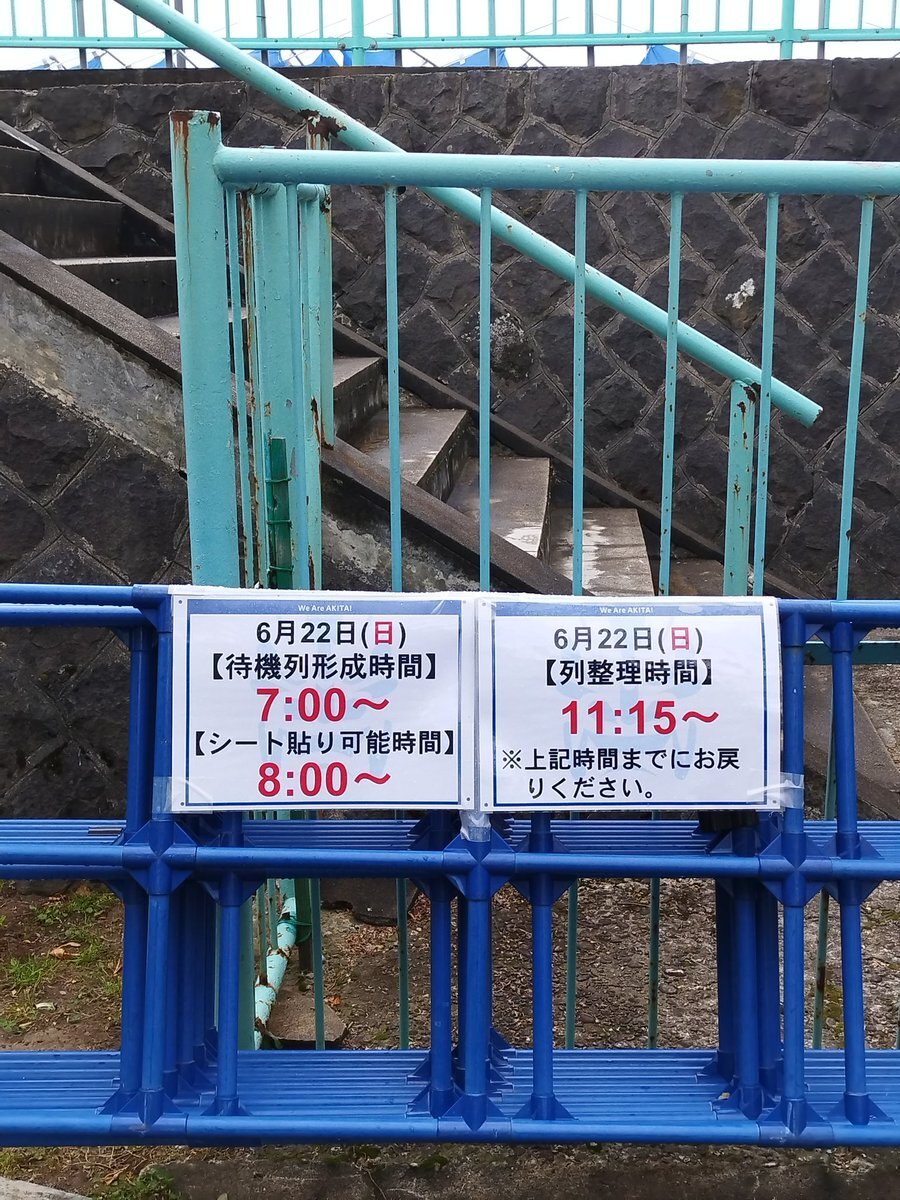 We Are AKITA!
6月22日(日)
【待機列形成時間】
7:00～
【シート貼り可能時間】
8:00～
We Are AKITA!
6月22日(日)
【列整理時間】
11:15～
※上記時間までにお戻
りください。